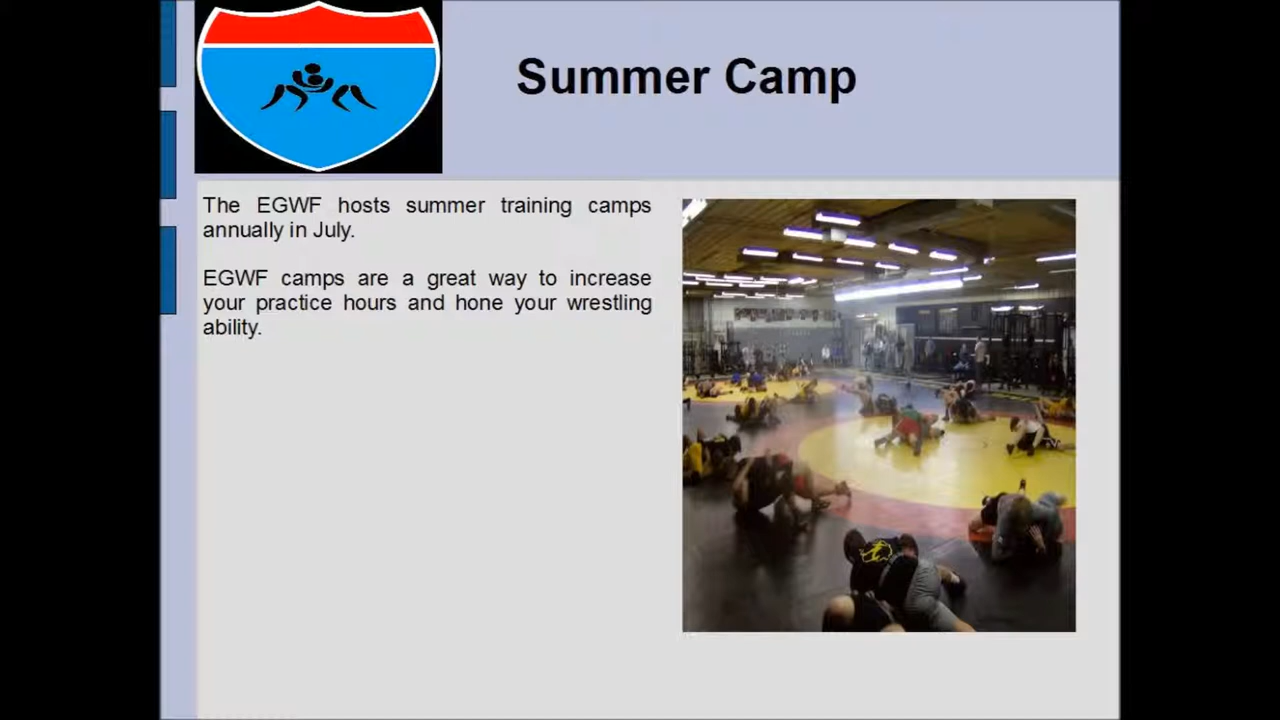 Summer Camp
The EGWF hosts summer training camps
annually in July.
EGWF camps are a great way to increase
your practice hours and hone your wrestling
ability.